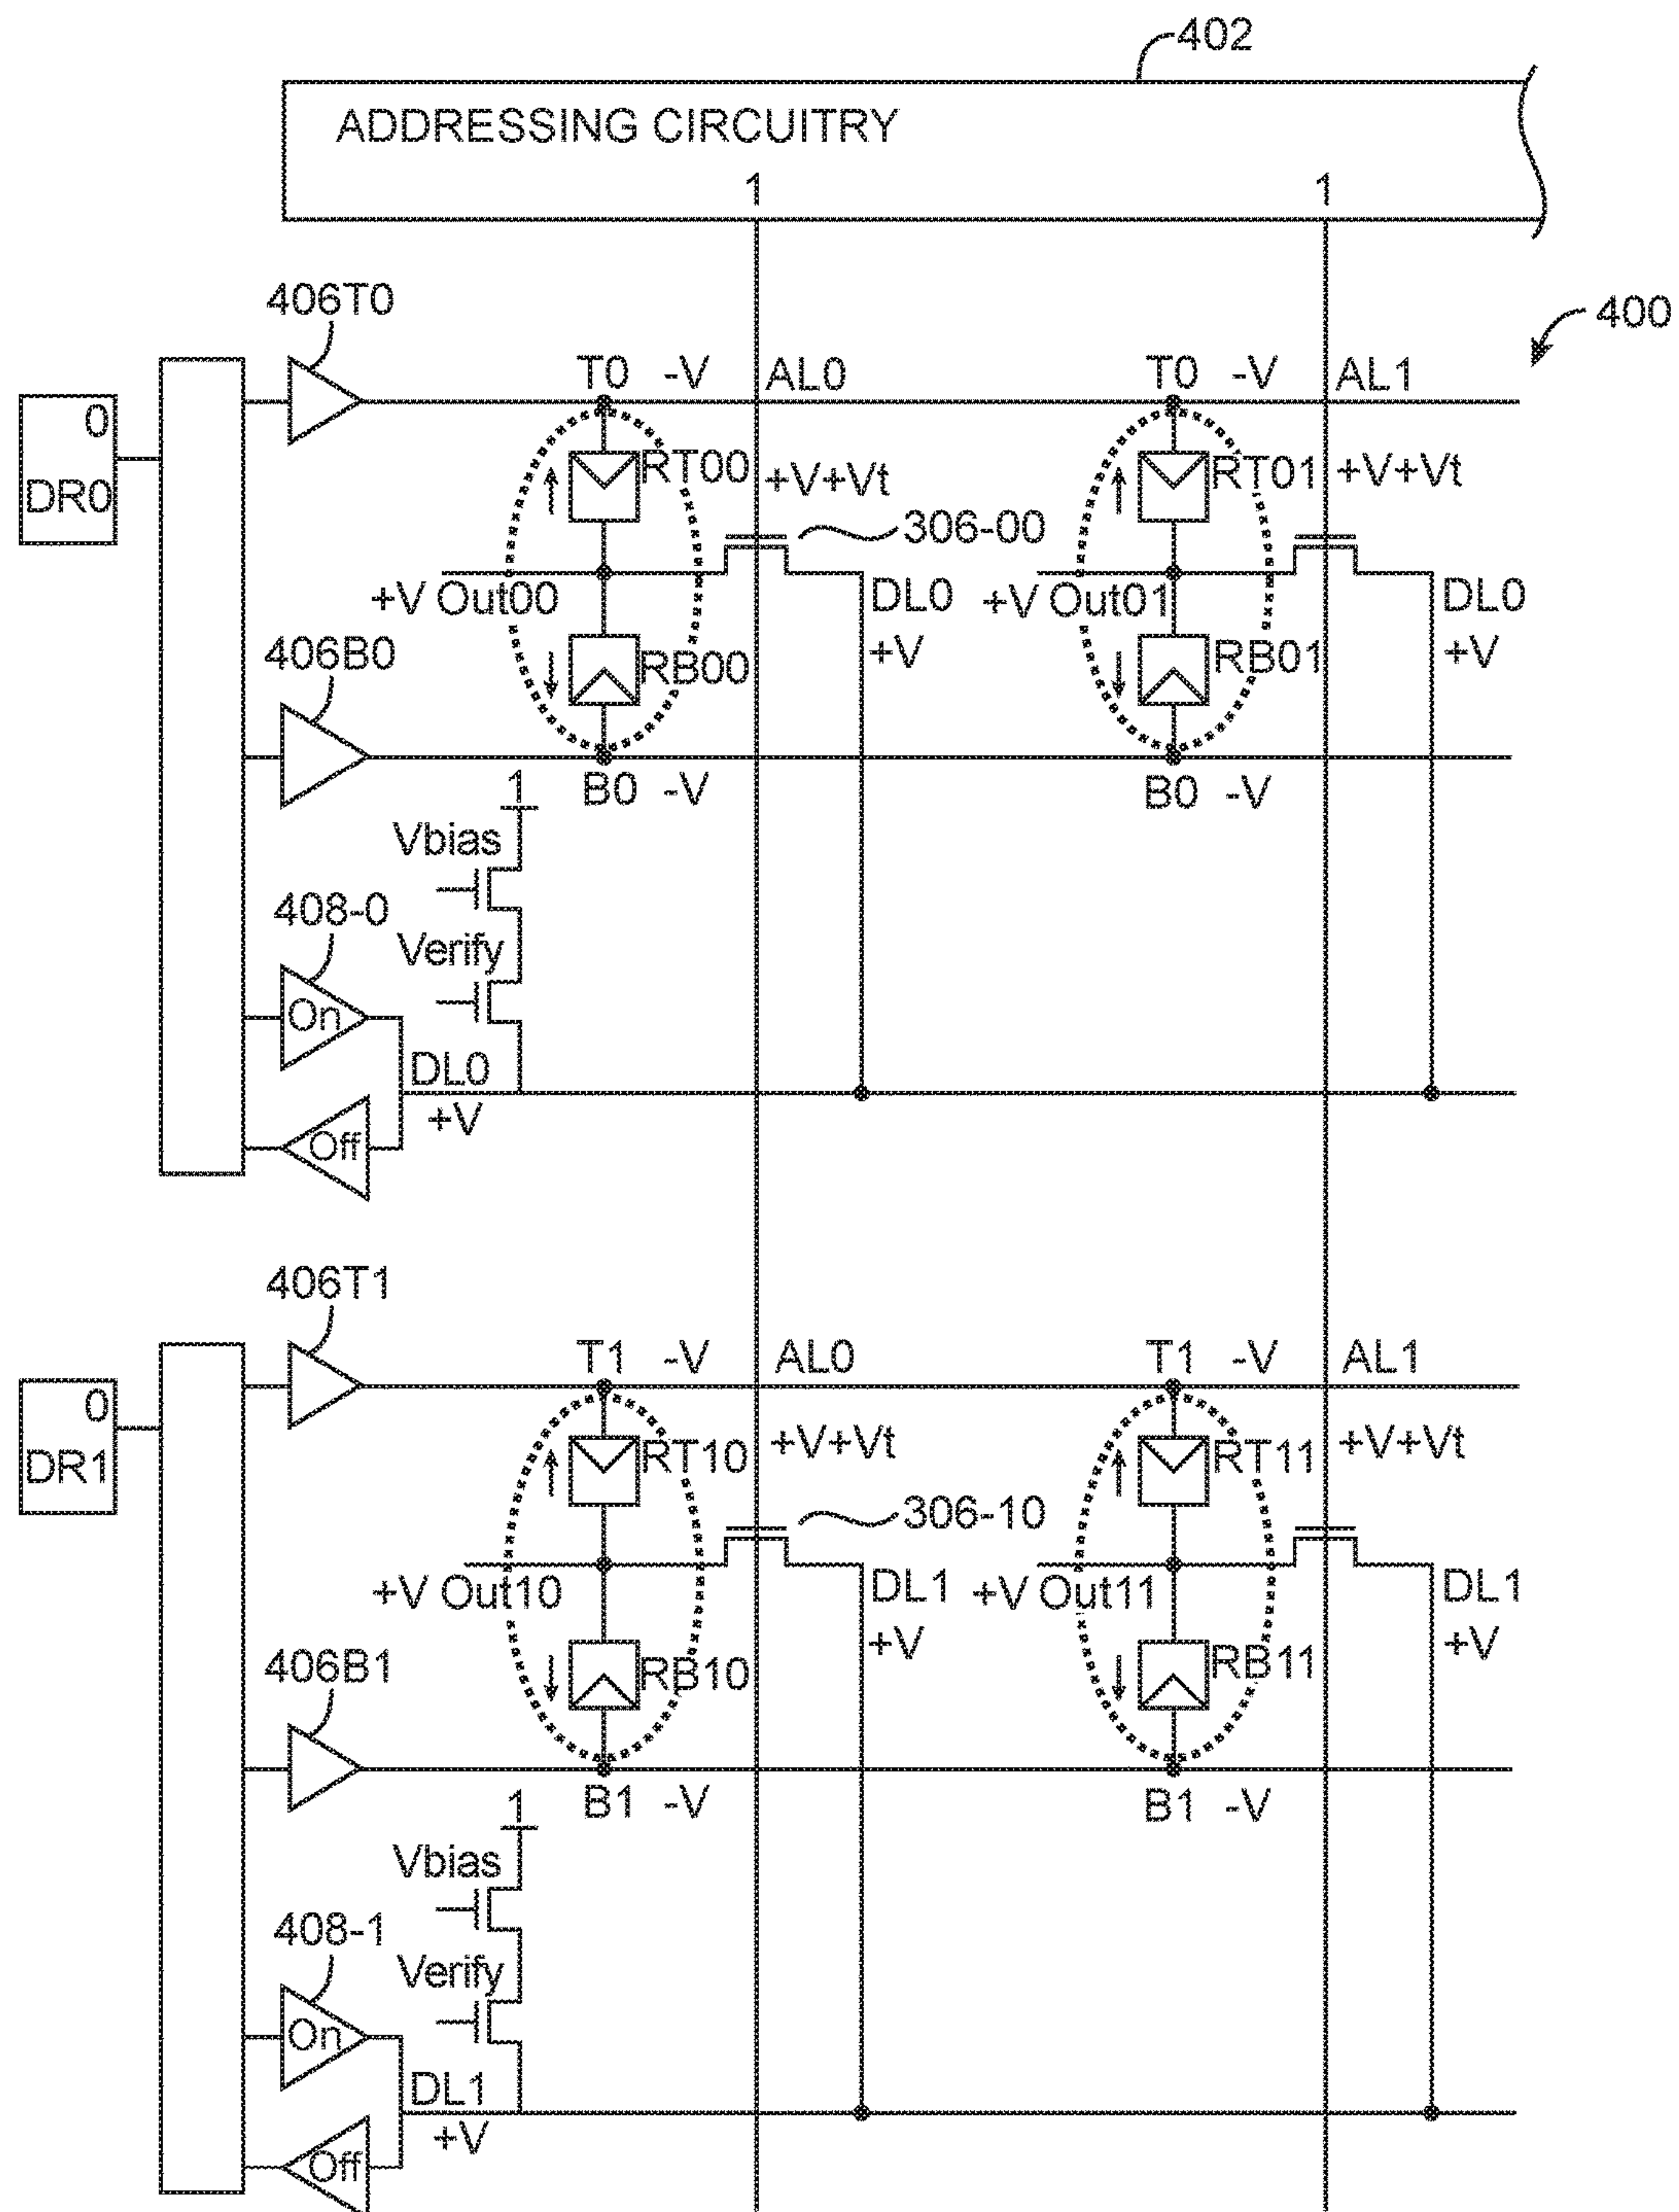 402
ADDRESSING CIRCUITRY
1 1
406T0
400
T0 -V AL0 T0 -V AL1
0
DR0
RT00 +V+Vt RT01 +V+Vt
306-00
+V Out00 DL0 +V Out01 DL0
+V +V
406B0
RB00 RB01
B0 -V B0 -V
1
Vbias
408-0
Verify
On
DL0
+V
Off
406T1
T1 -V AL0 T1 -V AL1
0
DR1
RT10 +V+Vt RT11 +V+Vt
306-10
+V Out10 DL1 +V Out11 DL1
+V +V
406B1
RB10 RB11
B1 -V B1 -V
1
Vbias
408-1
Verify
On
DL1
+V
Off